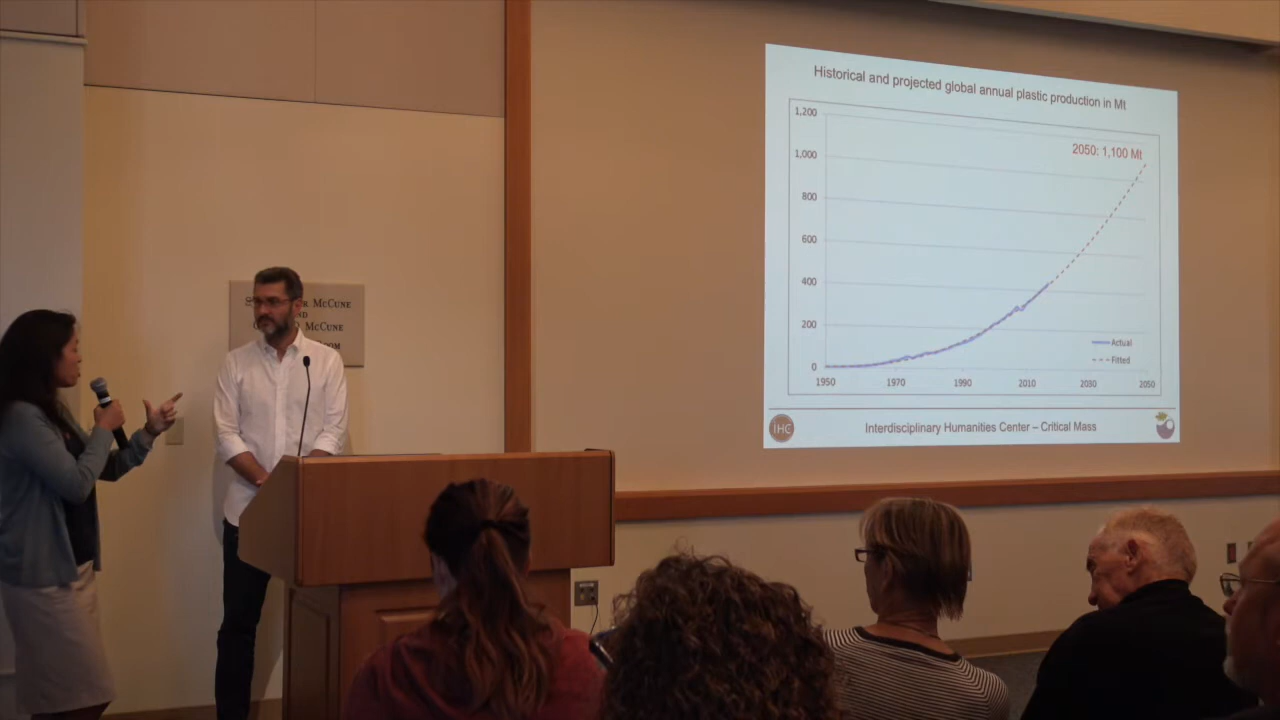 Historical and projected global annual plastic production in Mt
1,200
1,000
800
600
400
200
0
2050: 1,100 Mt
Actual
Fitted
1950 1970 1990 2010 2030 2050
IHC
Interdisciplinary Humanities Center – Critical Mass
McCune
McCune